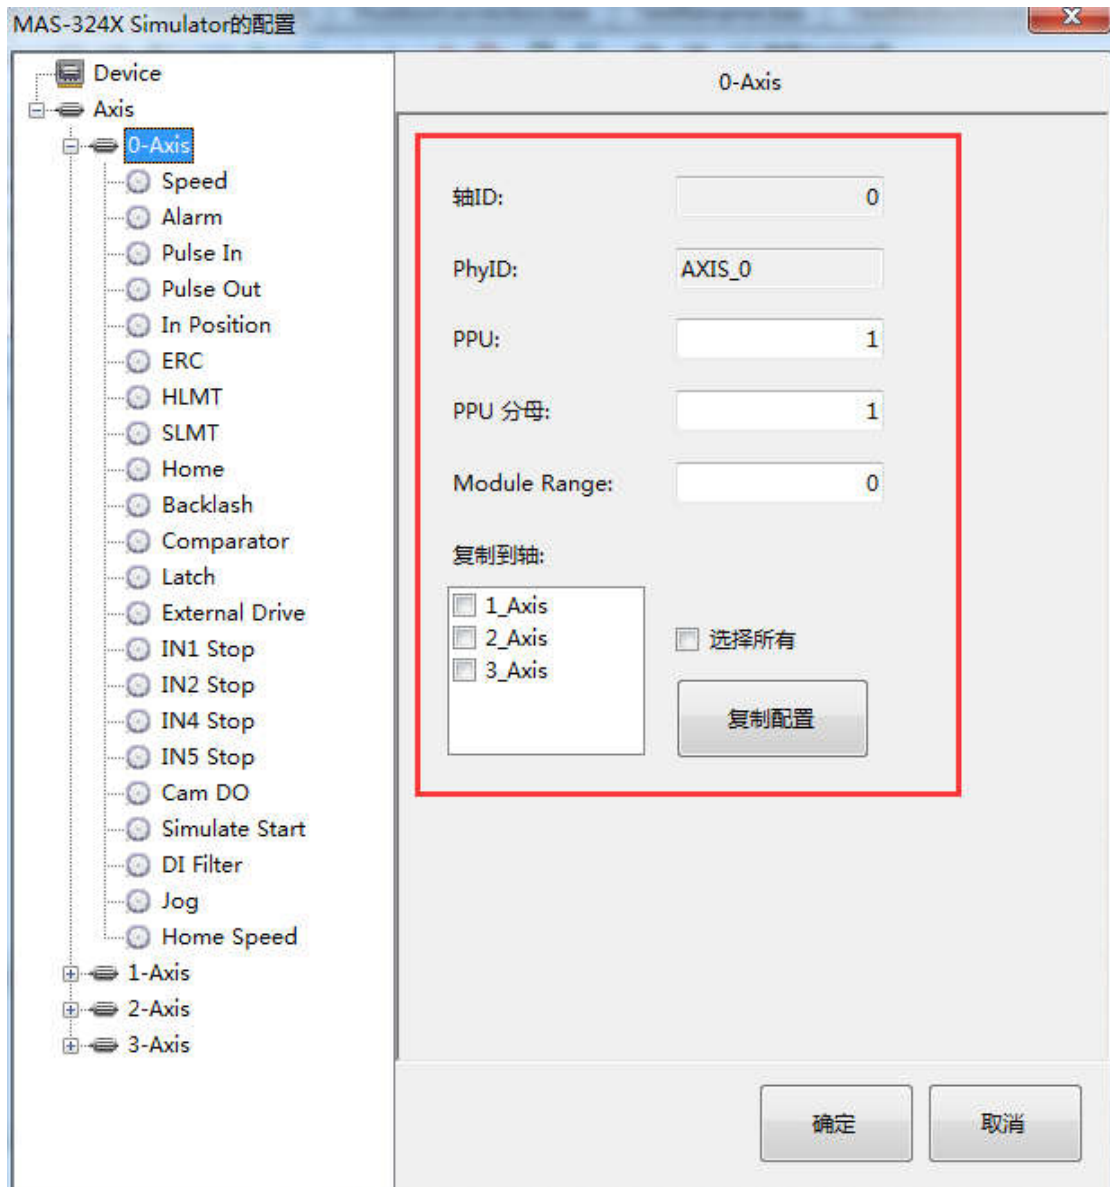 MAS-324X Simulator的配置
Device
Axis
0-Axis
Speed
Alarm
Pulse In
Pulse Out
In Position
ERC
HLMT
SLMT
Home
Backlash
Comparator
Latch
External Drive
IN1 Stop
IN2 Stop
IN4 Stop
IN5 Stop
Cam DO
Simulate Start
DI Filter
Jog
Home Speed
1-Axis
2-Axis
3-Axis
0-Axis
轴ID: 0
PhyID: AXIS_0
PPU: 1
PPU 分母: 1
Module Range: 0
复制到轴:
1_Axis
2_Axis
3_Axis
选择所有
复制配置
确定 取消